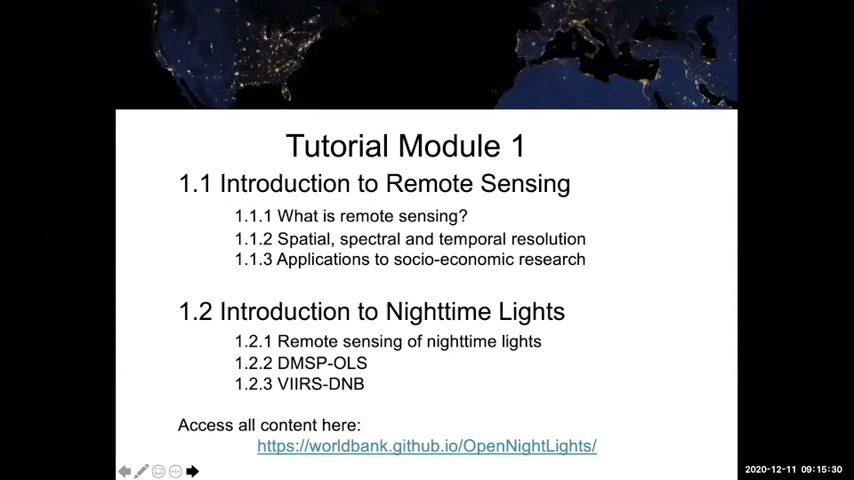 Tutorial Module 1
1.1 Introduction to Remote Sensing
1.1.1 What is remote sensing?
1.1.2 Spatial, spectral and temporal resolution
1.1.3 Applications to socio-economic research
1.2 Introduction to Nighttime Lights
1.2.1 Remote sensing of nighttime lights
1.2.2 DMSP-OLS
1.2.3 VIIRS-DNB
Access all content here:
https://worldbank.github.io/OpenNightLights/
2020-12-11 09:15:30